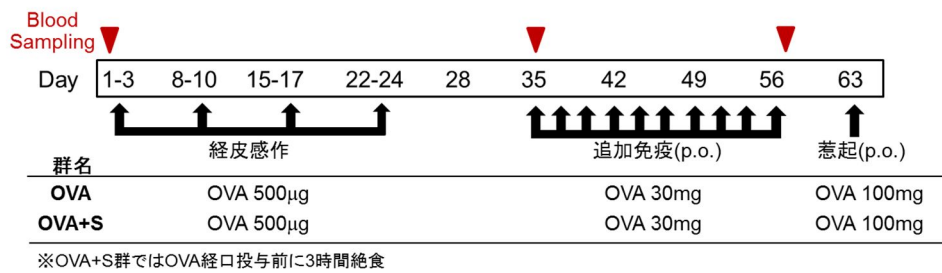 Blood
Sampling
Day 1-3 8-10 15-17 22-24 28 35 42 49 56 63
経皮感作 追加免疫(p.o.) 惹起(p.o.)
群名
OVA OVA 500μg OVA 30mg OVA 100mg
OVA+S OVA 500μg OVA 30mg OVA 100mg
※OVA+S群ではOVA経口投与前に3時間絶食